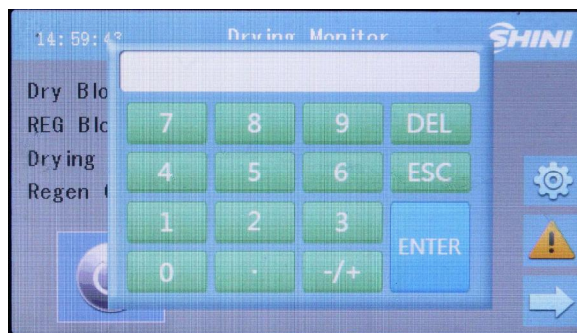 14:59:43 Drying Monitor SHINI
Dry Blo
REG Blo
Drying
Regen
7 8 9 DEL
4 5 6 ESC
1 2 3
ENTER
0 . -/+